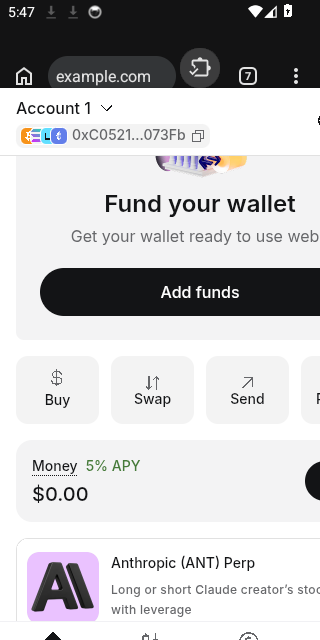 5:47
example.com
7
Account 1
0xC0521...073Fb
Fund your wallet
Get your wallet ready to use web
Add funds
Buy
Swap
Send
Money 5% APY
$0.00
Anthropic (ANT) Perp
Long or short Claude creator's stoc
with leverage